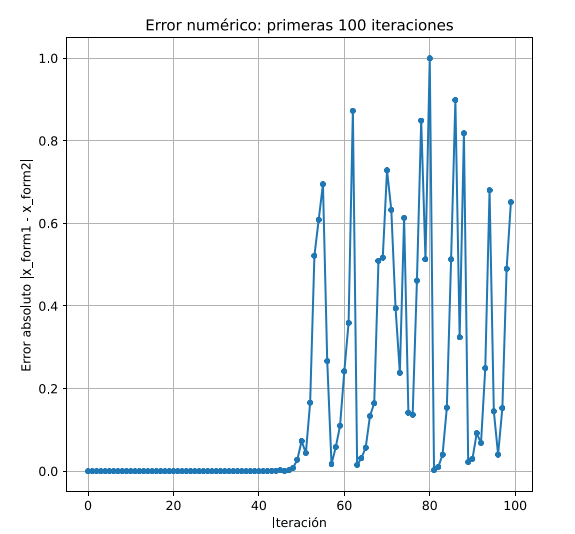 Error numérico: primeras 100 iteraciones
Error absoluto |x_form1 - x_form2|
1.0
0.8
0.6
0.4
0.2
0.0
0 20 40 60 80 100
Iteración